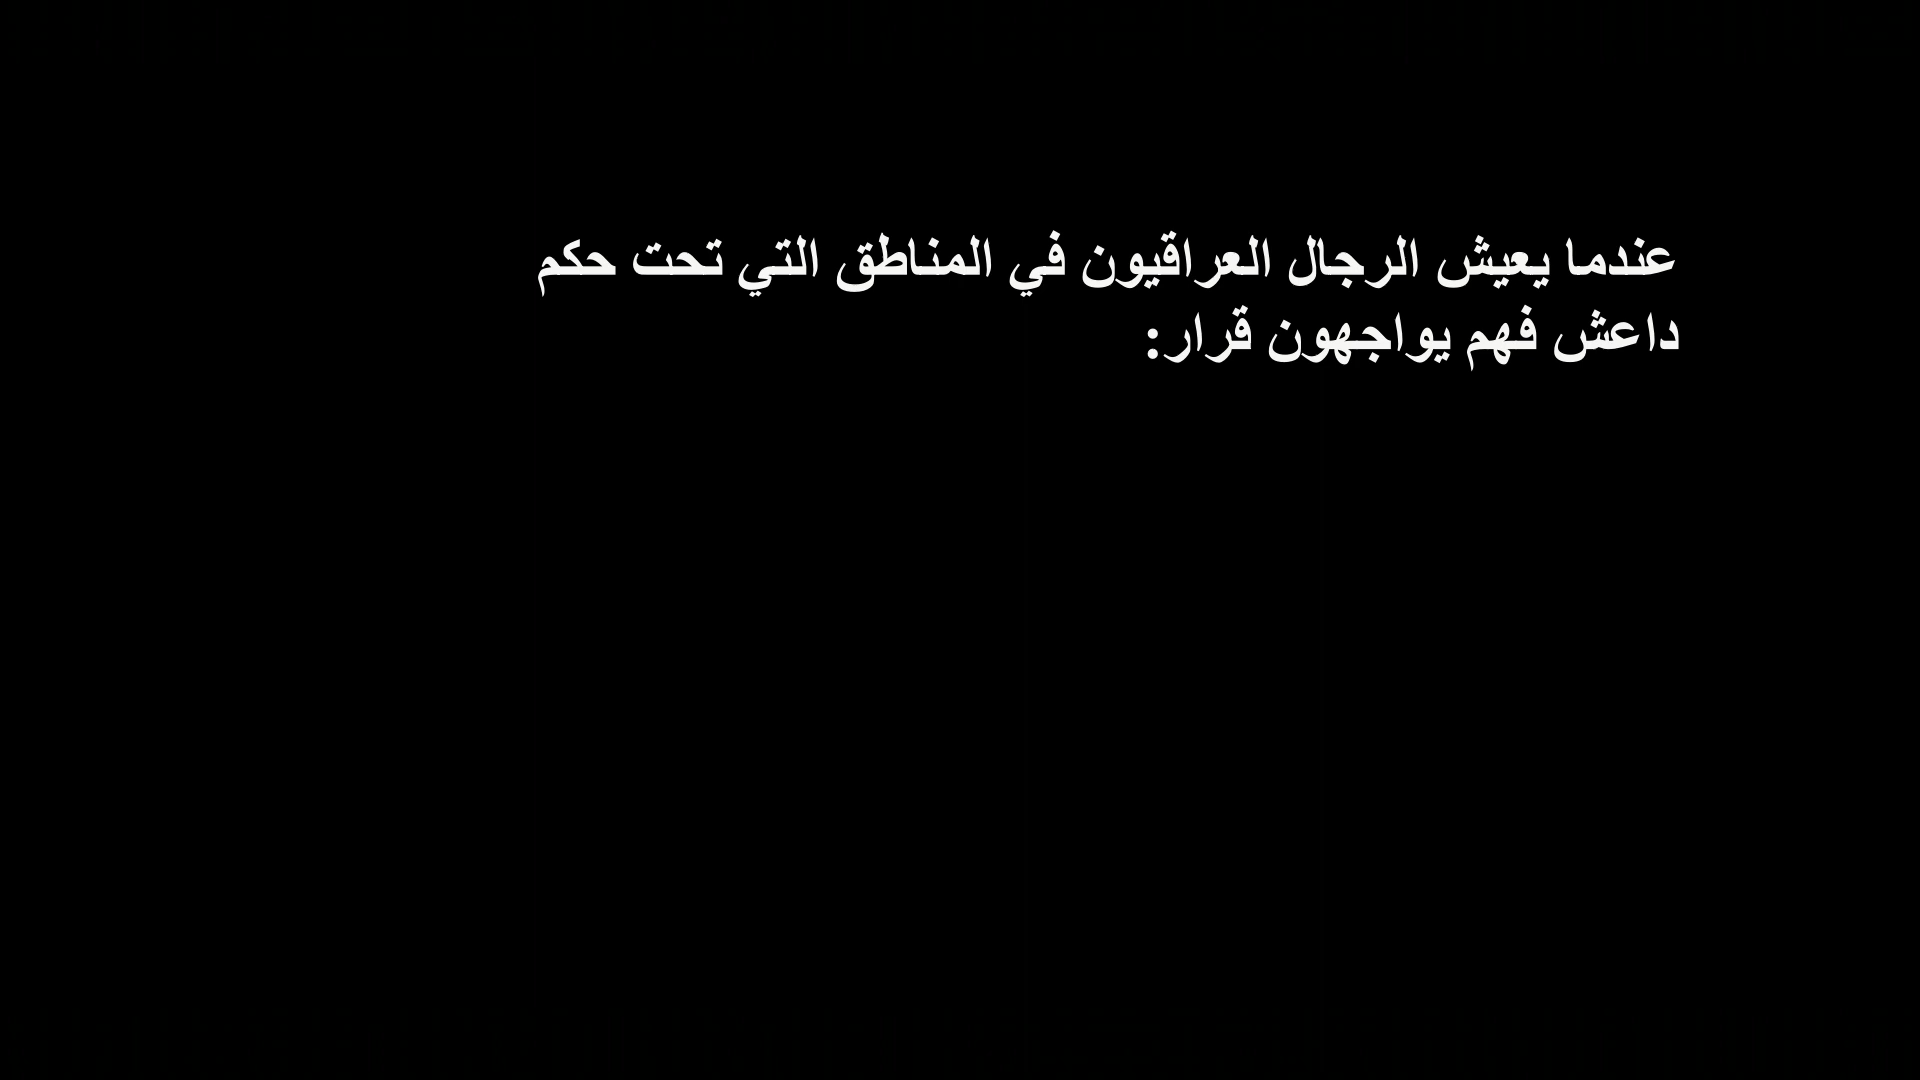 عندما يعيش الرجال العراقيون في المناطق التي تحت حكم
داعش فهم يواجهون قرار: